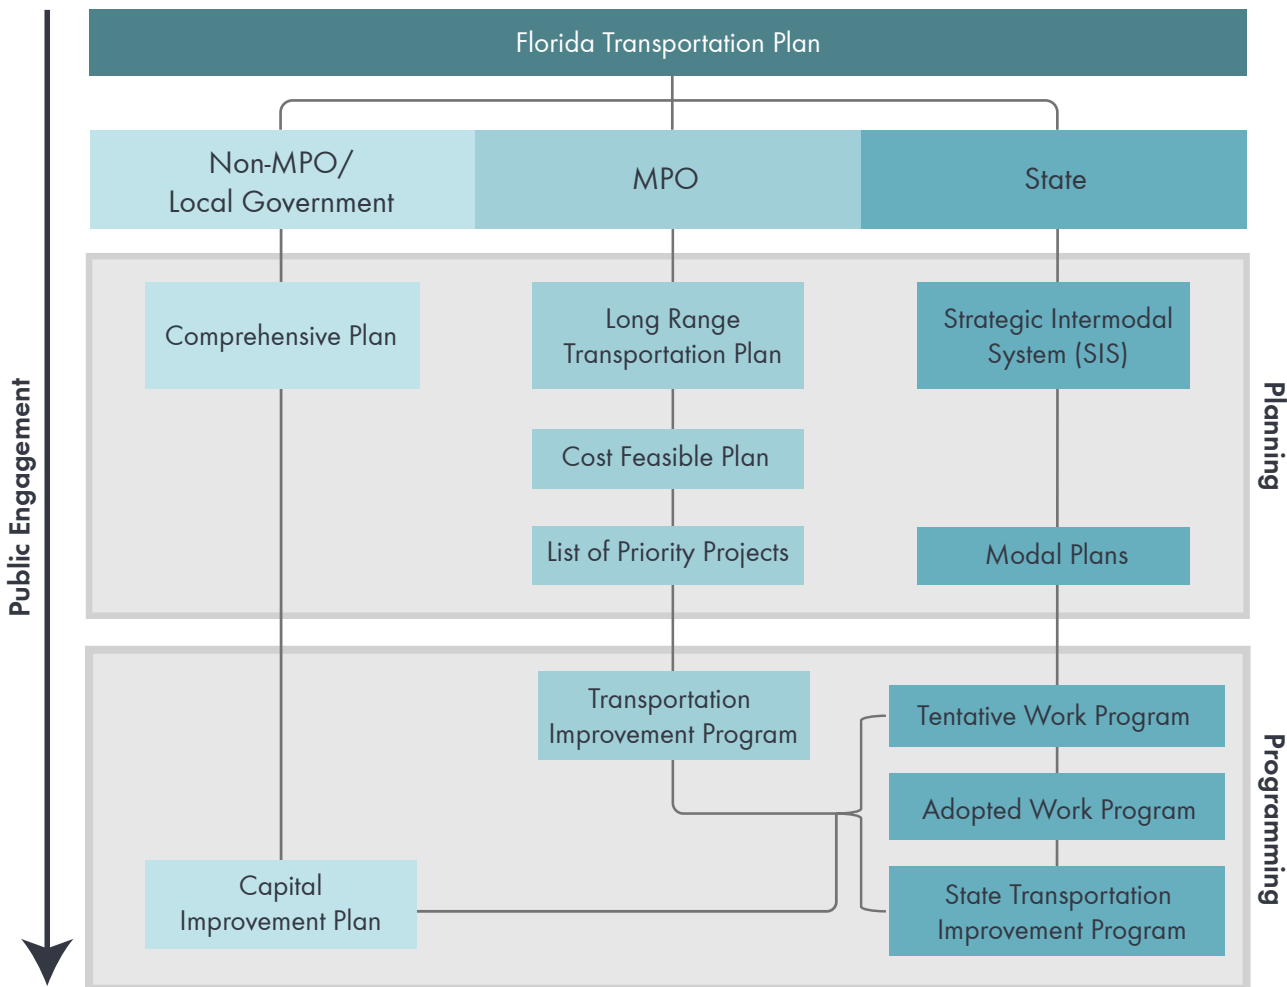 Florida Transportation Plan
Non-MPO/
Local Government
MPO
State
Public Engagement
Planning
Comprehensive Plan
Long Range
Transportation Plan
Strategic Intermodal
System (SIS)
Cost Feasible Plan
List of Priority Projects
Modal Plans
Programming
Transportation
Improvement Program
Tentative Work Program
Adopted Work Program
Capital
Improvement Plan
State Transportation
Improvement Program